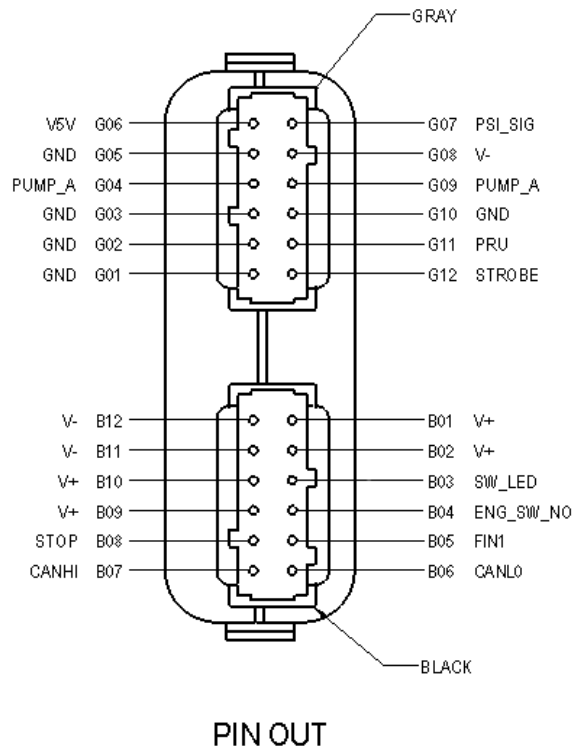 GRAY
V5V G06 G07 PSI_SIG
GND G05 G08 V-
PUMP_A G04 G09 PUMP_A
GND G03 G10 GND
GND G02 G11 PRU
GND G01 G12 STROBE
V- B12 B01 V+
V- B11 B02 V+
V+ B10 B03 SW_LED
V+ B09 B04 ENG_SW_NO
STOP B08 B05 FIN1
CANHI B07 B06 CANLO
BLACK
PIN OUT